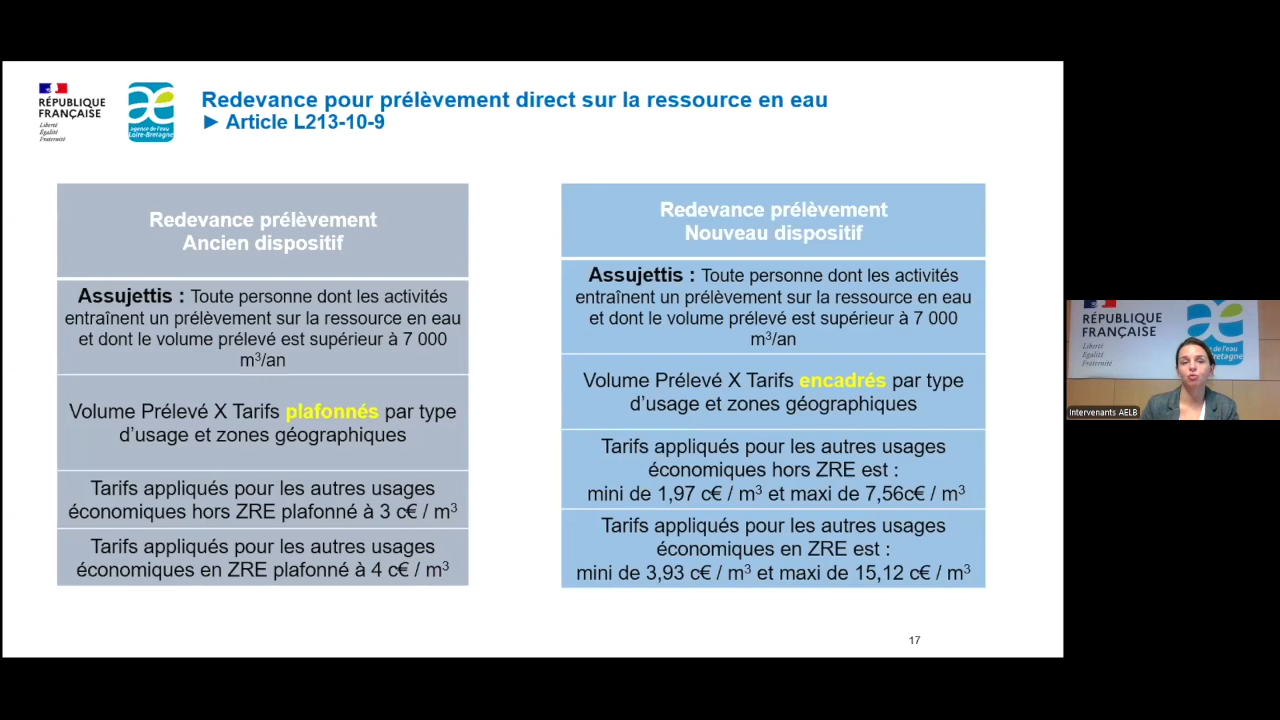 RÉPUBLIQUE
FRANÇAISE
Liberté
Égalité
Fraternité
agence de l'eau
Loire-Bretagne
Redevance pour prélèvement direct sur la ressource en eau
► Article L213-10-9
Redevance prélèvement
Ancien dispositif
Assujettis : Toute personne dont les activités
entraînent un prélèvement sur la ressource en eau
et dont le volume prélevé est supérieur à 7 000
m³/an
Volume Prélevé X Tarifs plafonnés par type
d'usage et zones géographiques
Tarifs appliqués pour les autres usages
économiques hors ZRE plafonné à 3 c€ / m³
Tarifs appliqués pour les autres usages
économiques en ZRE plafonné à 4 c€ / m³
Redevance prélèvement
Nouveau dispositif
Assujettis : Toute personne dont les activités
entraînent un prélèvement sur la ressource en eau
et dont le volume prélevé est supérieur à 7 000
m³/an
Volume Prélevé X Tarifs encadrés par type
d'usage et zones géographiques
Tarifs appliqués pour les autres usages
économiques hors ZRE est :
mini de 1,97 c€ / m³ et maxi de 7,56c€ / m³
Tarifs appliqués pour les autres usages
économiques en ZRE est :
mini de 3,93 c€ / m³ et maxi de 15,12 c€ / m³
17
RÉPUBLIQUE
FRANÇAISE
Liberté
Égalité
Fraternité
de l'eau
Bretagne
Intervenants AELB